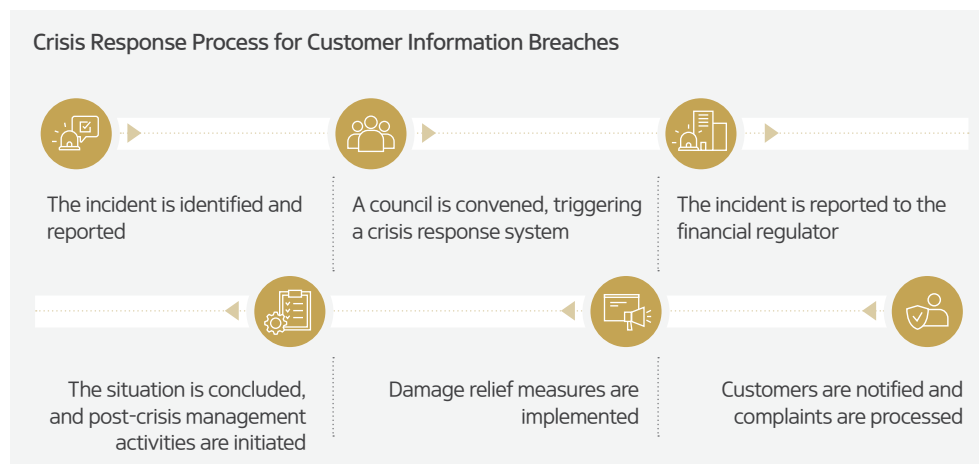 Crisis Response Process for Customer Information Breaches
The incident is identified and
reported
A council is convened, triggering
a crisis response system
The incident is reported to the
financial regulator
Customers are notified and
complaints are processed
Damage relief measures are
implemented
The situation is concluded,
and post-crisis management
activities are initiated